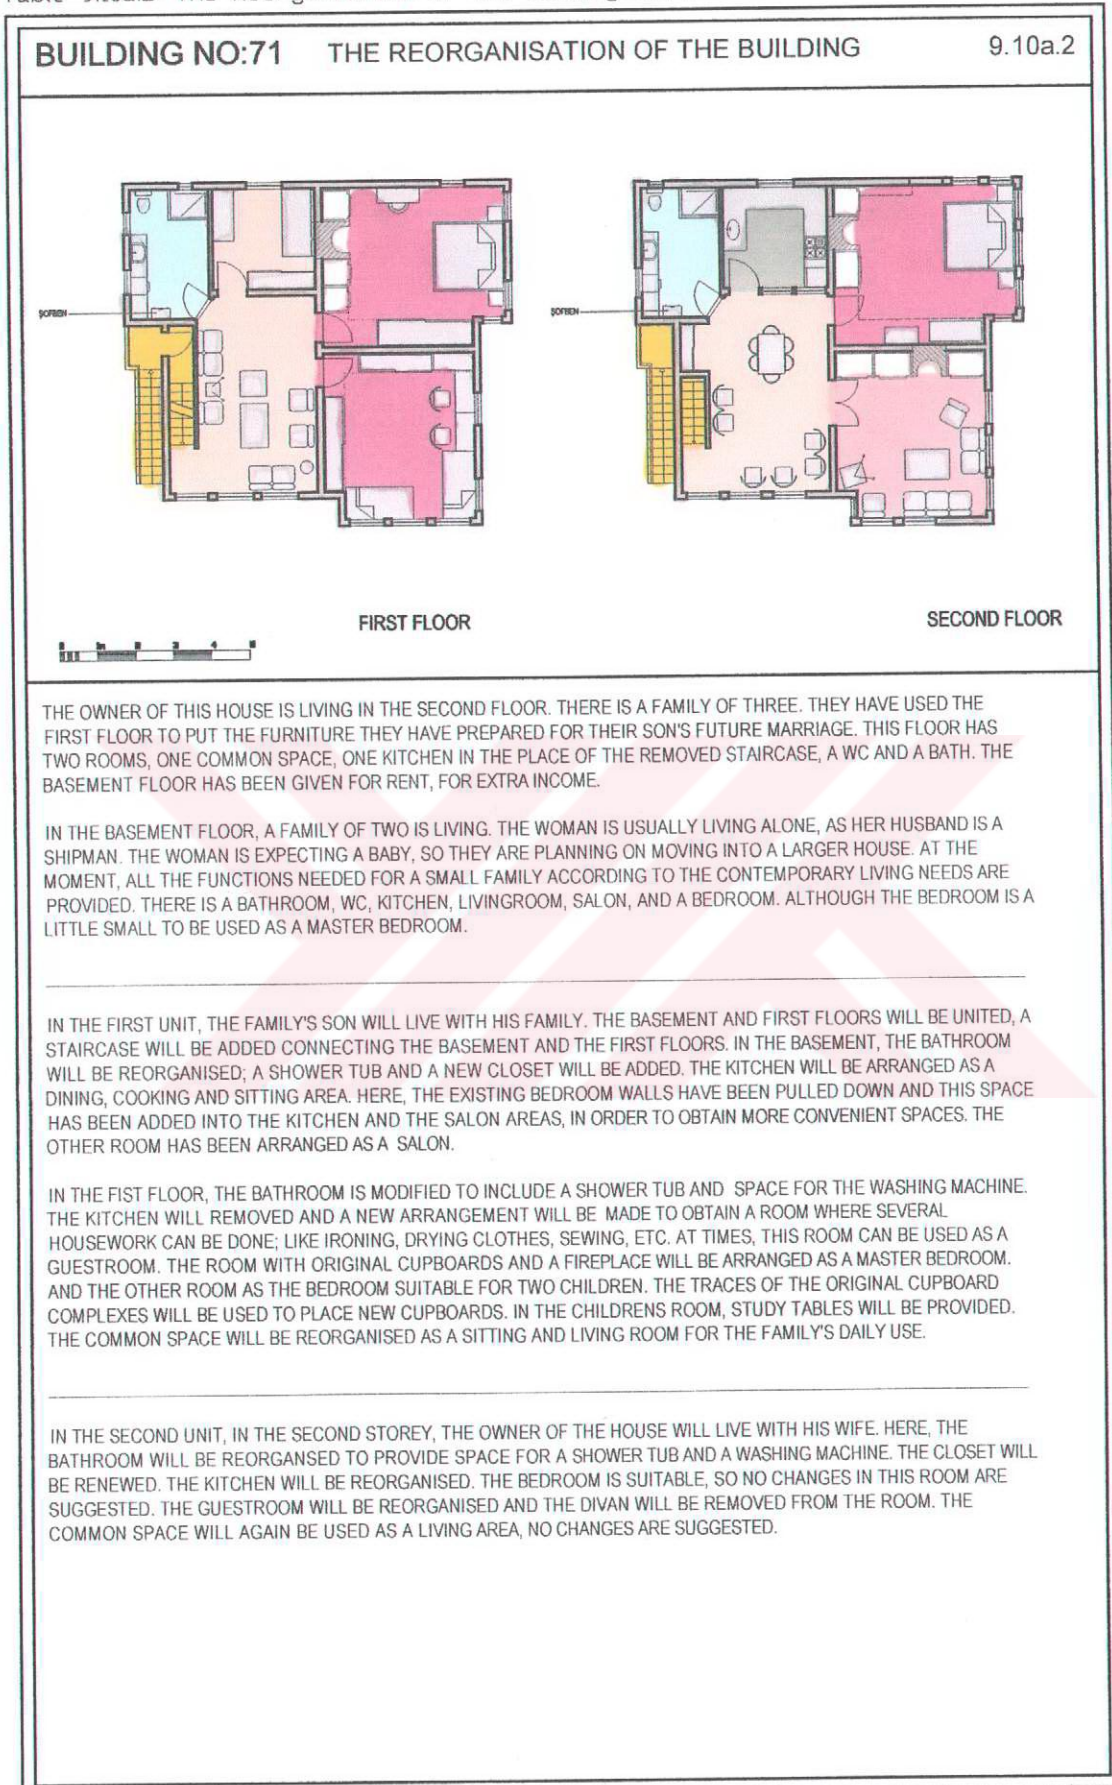 BUILDING NO:71 THE REORGANISATION OF THE BUILDING 9.10a.2
ŞOFBEN
ŞOFBEN
FIRST FLOOR
SECOND FLOOR
THE OWNER OF THIS HOUSE IS LIVING IN THE SECOND FLOOR. THERE IS A FAMILY OF THREE. THEY HAVE USED THE
FIRST FLOOR TO PUT THE FURNITURE THEY HAVE PREPARED FOR THEIR SON'S FUTURE MARRIAGE. THIS FLOOR HAS
TWO ROOMS, ONE COMMON SPACE, ONE KITCHEN IN THE PLACE OF THE REMOVED STAIRCASE, A WC AND A BATH. THE
BASEMENT FLOOR HAS BEEN GIVEN FOR RENT, FOR EXTRA INCOME.
IN THE BASEMENT FLOOR, A FAMILY OF TWO IS LIVING. THE WOMAN IS USUALLY LIVING ALONE, AS HER HUSBAND IS A
SHIPMAN. THE WOMAN IS EXPECTING A BABY, SO THEY ARE PLANNING ON MOVING INTO A LARGER HOUSE. AT THE
MOMENT, ALL THE FUNCTIONS NEEDED FOR A SMALL FAMILY ACCORDING TO THE CONTEMPORARY LIVING NEEDS ARE
PROVIDED. THERE IS A BATHROOM, WC, KITCHEN, LIVINGROOM, SALON, AND A BEDROOM. ALTHOUGH THE BEDROOM IS A
LITTLE SMALL TO BE USED AS A MASTER BEDROOM.
IN THE FIRST UNIT, THE FAMILY'S SON WILL LIVE WITH HIS FAMILY. THE BASEMENT AND FIRST FLOORS WILL BE UNITED, A
STAIRCASE WILL BE ADDED CONNECTING THE BASEMENT AND THE FIRST FLOORS. IN THE BASEMENT, THE BATHROOM
WILL BE REORGANISED; A SHOWER TUB AND A NEW CLOSET WILL BE ADDED. THE KITCHEN WILL BE ARRANGED AS A
DINING, COOKING AND SITTING AREA. HERE, THE EXISTING BEDROOM WALLS HAVE BEEN PULLED DOWN AND THIS SPACE
HAS BEEN ADDED INTO THE KITCHEN AND THE SALON AREAS, IN ORDER TO OBTAIN MORE CONVENIENT SPACES. THE
OTHER ROOM HAS BEEN ARRANGED AS A SALON.
IN THE FIST FLOOR, THE BATHROOM IS MODIFIED TO INCLUDE A SHOWER TUB AND SPACE FOR THE WASHING MACHINE.
THE KITCHEN WILL REMOVED AND A NEW ARRANGEMENT WILL BE MADE TO OBTAIN A ROOM WHERE SEVERAL
HOUSEWORK CAN BE DONE; LIKE IRONING, DRYING CLOTHES, SEWING, ETC. AT TIMES, THIS ROOM CAN BE USED AS A
GUESTROOM. THE ROOM WITH ORIGINAL CUPBOARDS AND A FIREPLACE WILL BE ARRANGED AS A MASTER BEDROOM.
AND THE OTHER ROOM AS THE BEDROOM SUITABLE FOR TWO CHILDREN. THE TRACES OF THE ORIGINAL CUPBOARD
COMPLEXES WILL BE USED TO PLACE NEW CUPBOARDS. IN THE CHILDRENS ROOM, STUDY TABLES WILL BE PROVIDED.
THE COMMON SPACE WILL BE REORGANISED AS A SITTING AND LIVING ROOM FOR THE FAMILY'S DAILY USE.
IN THE SECOND UNIT, IN THE SECOND STOREY, THE OWNER OF THE HOUSE WILL LIVE WITH HIS WIFE. HERE, THE
BATHROOM WILL BE REORGANSED TO PROVIDE SPACE FOR A SHOWER TUB AND A WASHING MACHINE. THE CLOSET WILL
BE RENEWED. THE KITCHEN WILL BE REORGANISED. THE BEDROOM IS SUITABLE, SO NO CHANGES IN THIS ROOM ARE
SUGGESTED. THE GUESTROOM WILL BE REORGANISED AND THE DIVAN WILL BE REMOVED FROM THE ROOM. THE
COMMON SPACE WILL AGAIN BE USED AS A LIVING AREA, NO CHANGES ARE SUGGESTED.